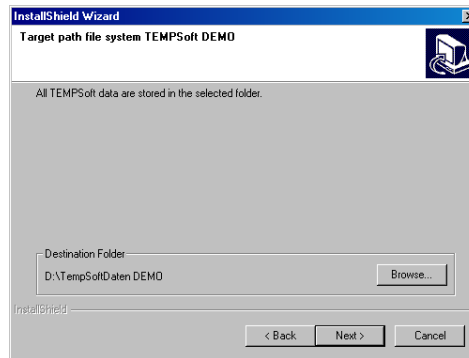 InstallShield Wizard
Target path file system TEMPSoft DEMO
All TEMPSoft data are stored in the selected folder.
Destination Folder
D:\TempSoftDaten DEMO
Browse...
InstallShield
< Back
Next >
Cancel